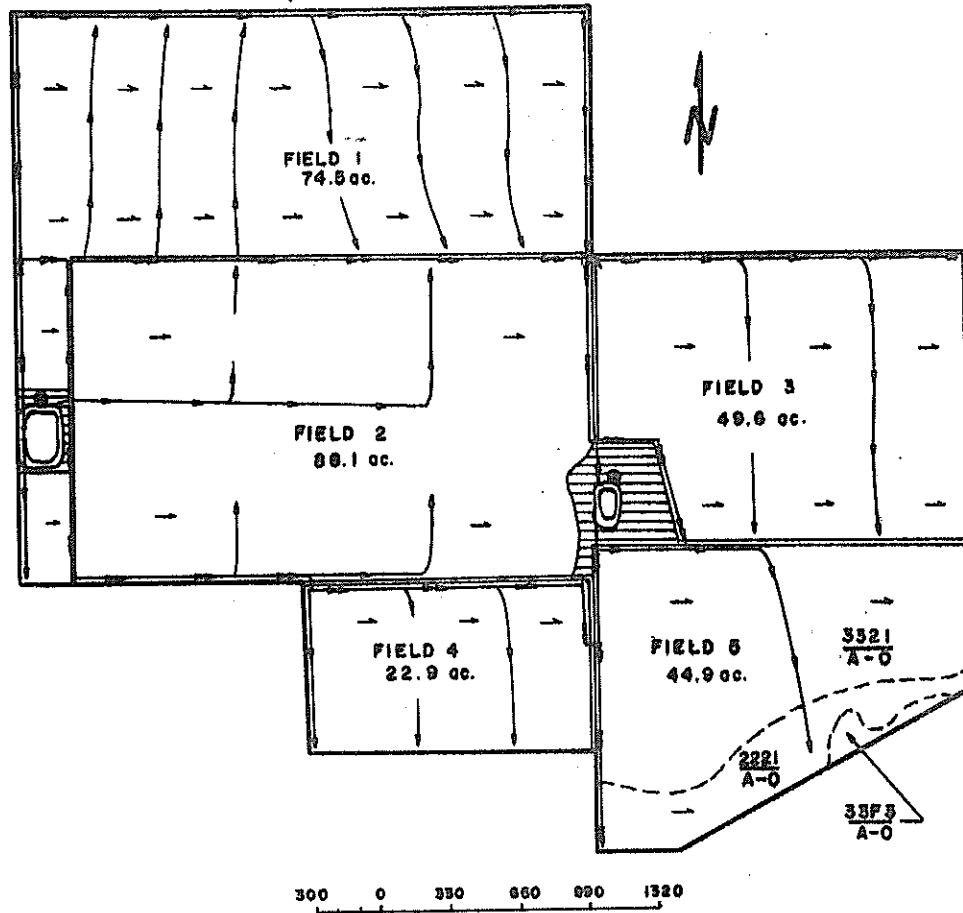 N
FIELD 1
74.5 ac.
FIELD 2
88.1 ac.
FIELD 3
49.6 ac.
FIELD 4
22.9 ac.
FIELD 5
44.9 ac.
3321
A-0
2221
A-0
33F3
A-0
300 0 330 660 990 1320